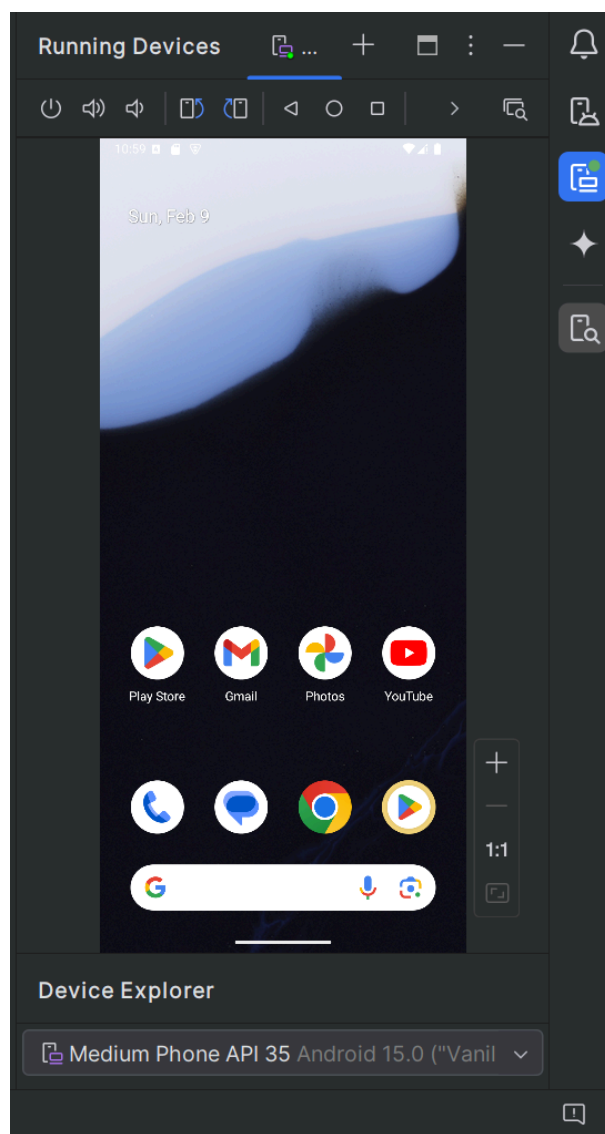 Running Devices ...
10:59
Sun, Feb 9
Play Store Gmail Photos YouTube
1:1
G
Device Explorer
Medium Phone API 35 Android 15.0 ("Vanil